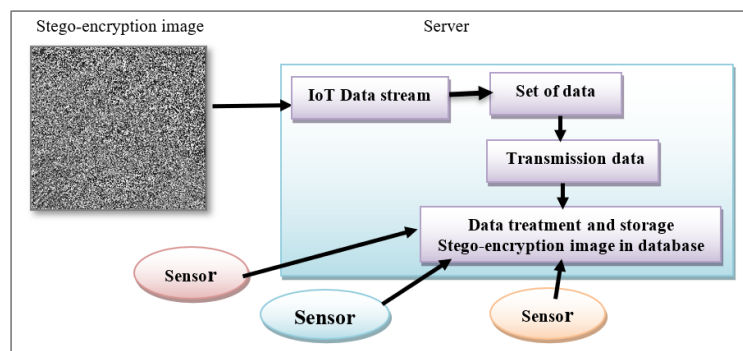 Stego-encryption image
Server
IoT Data stream
Set of data
Transmission data
Data treatment and storage
Stego-encryption image in database
Sensor
Sensor
Sensor